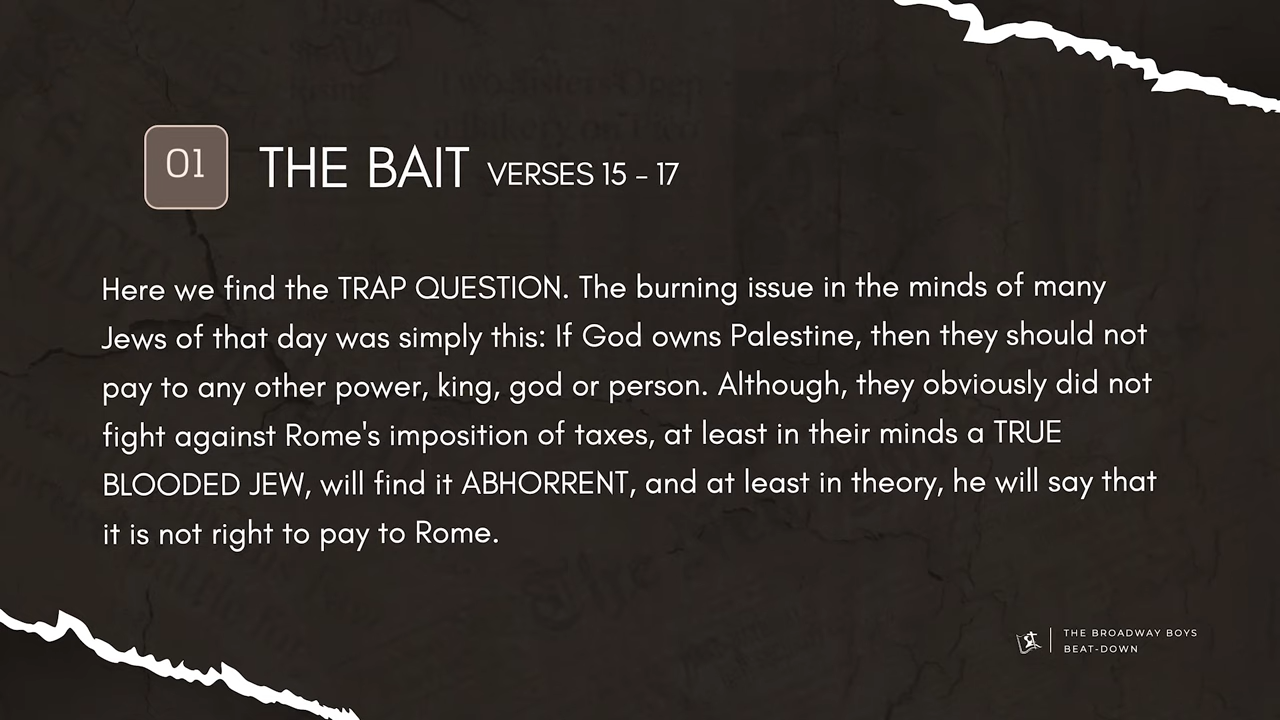 01
THE BAIT VERSES 15 – 17
Here we find the TRAP QUESTION. The burning issue in the minds of many
Jews of that day was simply this: If God owns Palestine, then they should not
pay to any other power, king, god or person. Although, they obviously did not
fight against Rome's imposition of taxes, at least in their minds a TRUE
BLOODED JEW, will find it ABHORRENT, and at least in theory, he will say that
it is not right to pay to Rome.
THE BROADWAY BOYS
BEAT-DOWN